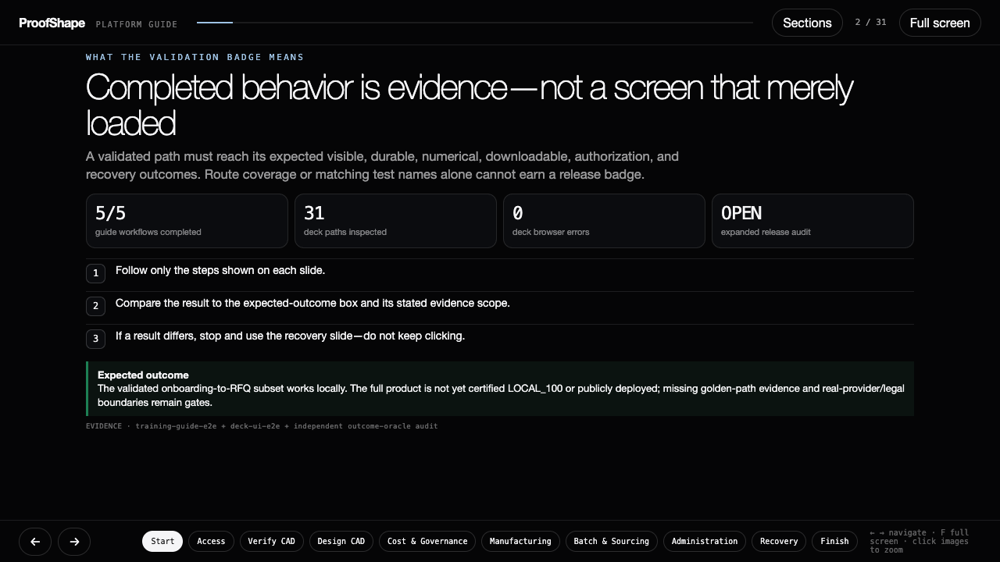 ProofShape PLATFORM GUIDE Sections 2 / 31 Full screen
WHAT THE VALIDATION BADGE MEANS
Completed behavior is evidence—not a screen that merely
loaded
A validated path must reach its expected visible, durable, numerical, downloadable, authorization, and
recovery outcomes. Route coverage or matching test names alone cannot earn a release badge.
5/5
guide workflows completed
31
deck paths inspected
0
deck browser errors
OPEN
expanded release audit
1 Follow only the steps shown on each slide.
2 Compare the result to the expected-outcome box and its stated evidence scope.
3 If a result differs, stop and use the recovery slide—do not keep clicking.
Expected outcome
The validated onboarding-to-RFQ subset works locally. The full product is not yet certified LOCAL_100 or publicly deployed; missing golden-path evidence and real-provider/legal
boundaries remain gates.
EVIDENCE · training-guide-e2e + deck-ui-e2e + independent outcome-oracle audit
← → Start Access Verify CAD Design CAD Cost & Governance Manufacturing Batch & Sourcing Administration Recovery Finish
← → navigate · F full
screen · click images
to zoom